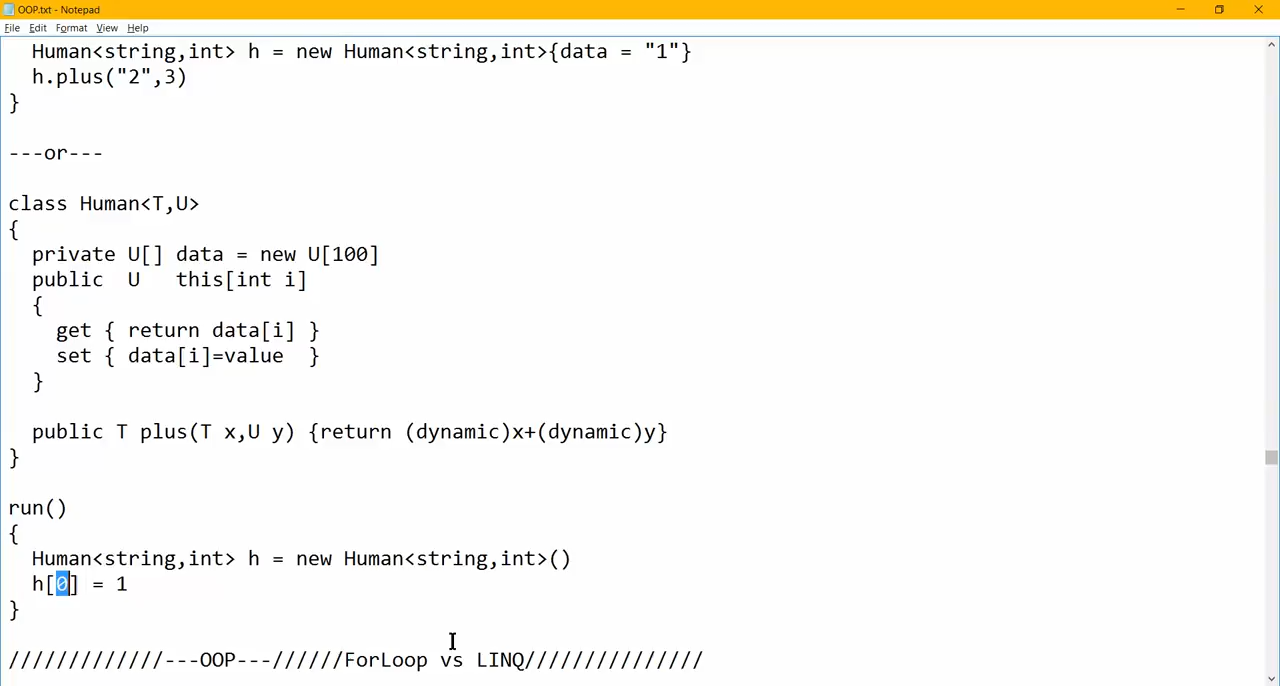 OOP.txt - Notepad
File Edit Format View Help
  Human<string,int> h = new Human<string,int>{data = "1"}
  h.plus("2",3)
}

---or---

class Human<T,U>
{
  private U[] data = new U[100]
  public  U   this[int i]
  {
    get { return data[i] }
    set { data[i]=value  }
  }

  public T plus(T x,U y) {return (dynamic)x+(dynamic)y}
}

run()
{
  Human<string,int> h = new Human<string,int>()
  h[0] = 1
}

/////////////---OOP---//////ForLoop vs LINQ///////////////